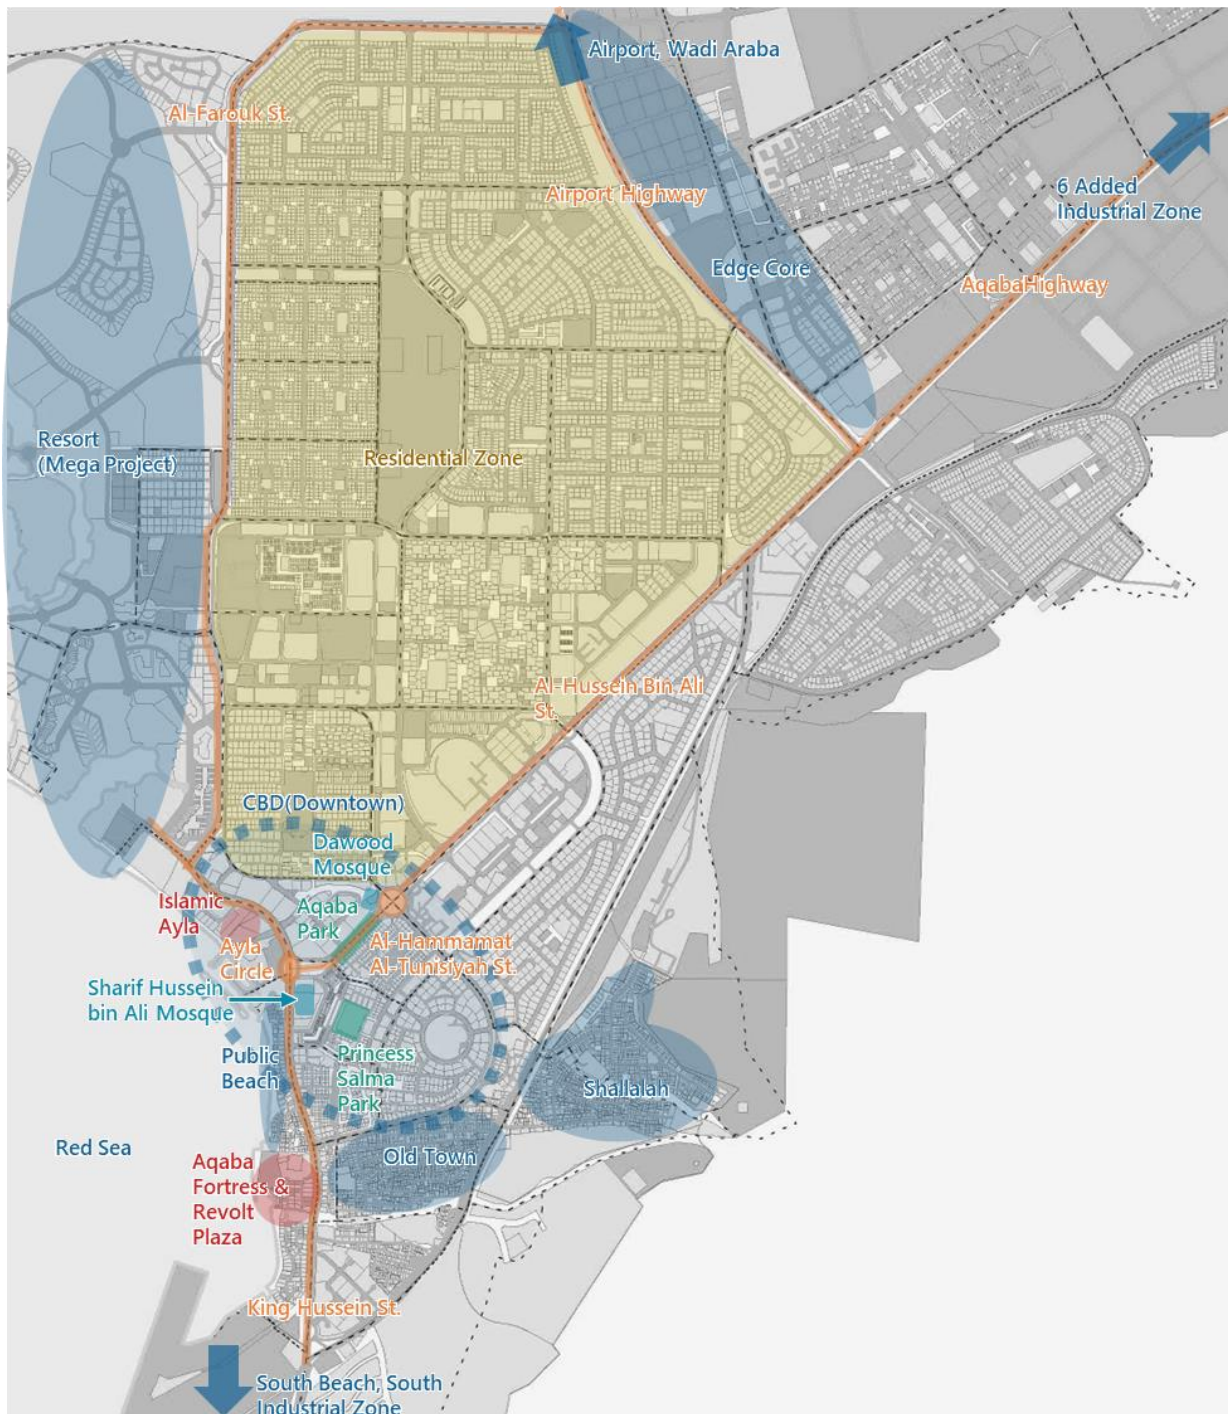 Airport, Wadi Araba
Al-Farouk St.
Airport Highway
6 Added
Industrial Zone
Edge Core
AqabaHighway
Resort
(Mega Project)
Residential Zone
Al-Hussein Bin Ali
St.
CBD(Downtown)
Dawood
Mosque
Islamic
Ayla
Aqaba
Park
Ayla
Circle
Al-Hammamat
Al-Tunisiyah St.
Sharif Hussein
bin Ali Mosque
Public
Beach
Princess
Salma
Park
Shallalah
Red Sea
Old Town
Aqaba
Fortress &
Revolt
Plaza
King Hussein St.
South Beach, South
Industrial Zone